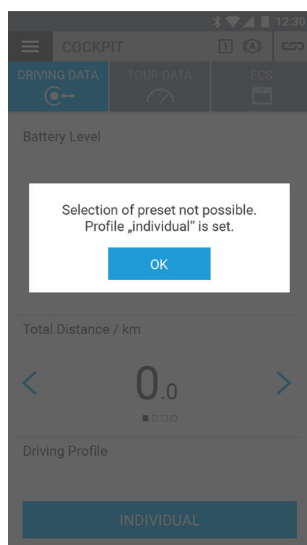 12:30
COCKPIT
1 A
DRIVING DATA TOUR DATA ECS
Battery Level
Selection of preset not possible.
Profile „individual“ is set.
OK
Total Distance / km
0.0
Driving Profile
INDIVIDUAL